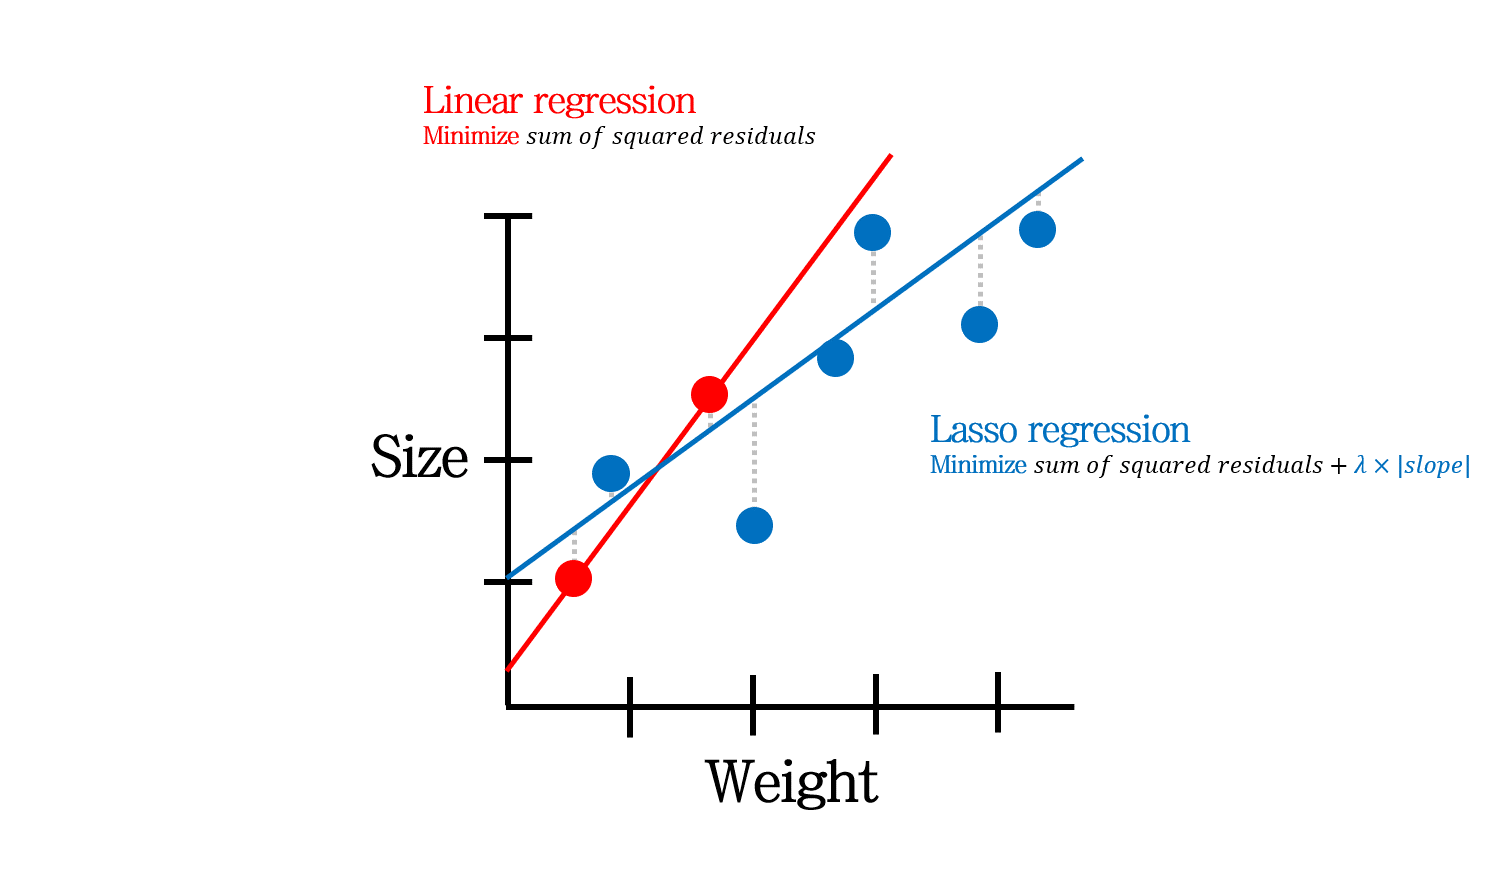 Linear regression
Minimize sum of squared residuals
Size
Lasso regression
Minimize sum of squared residuals + λ × |slope|
Weight